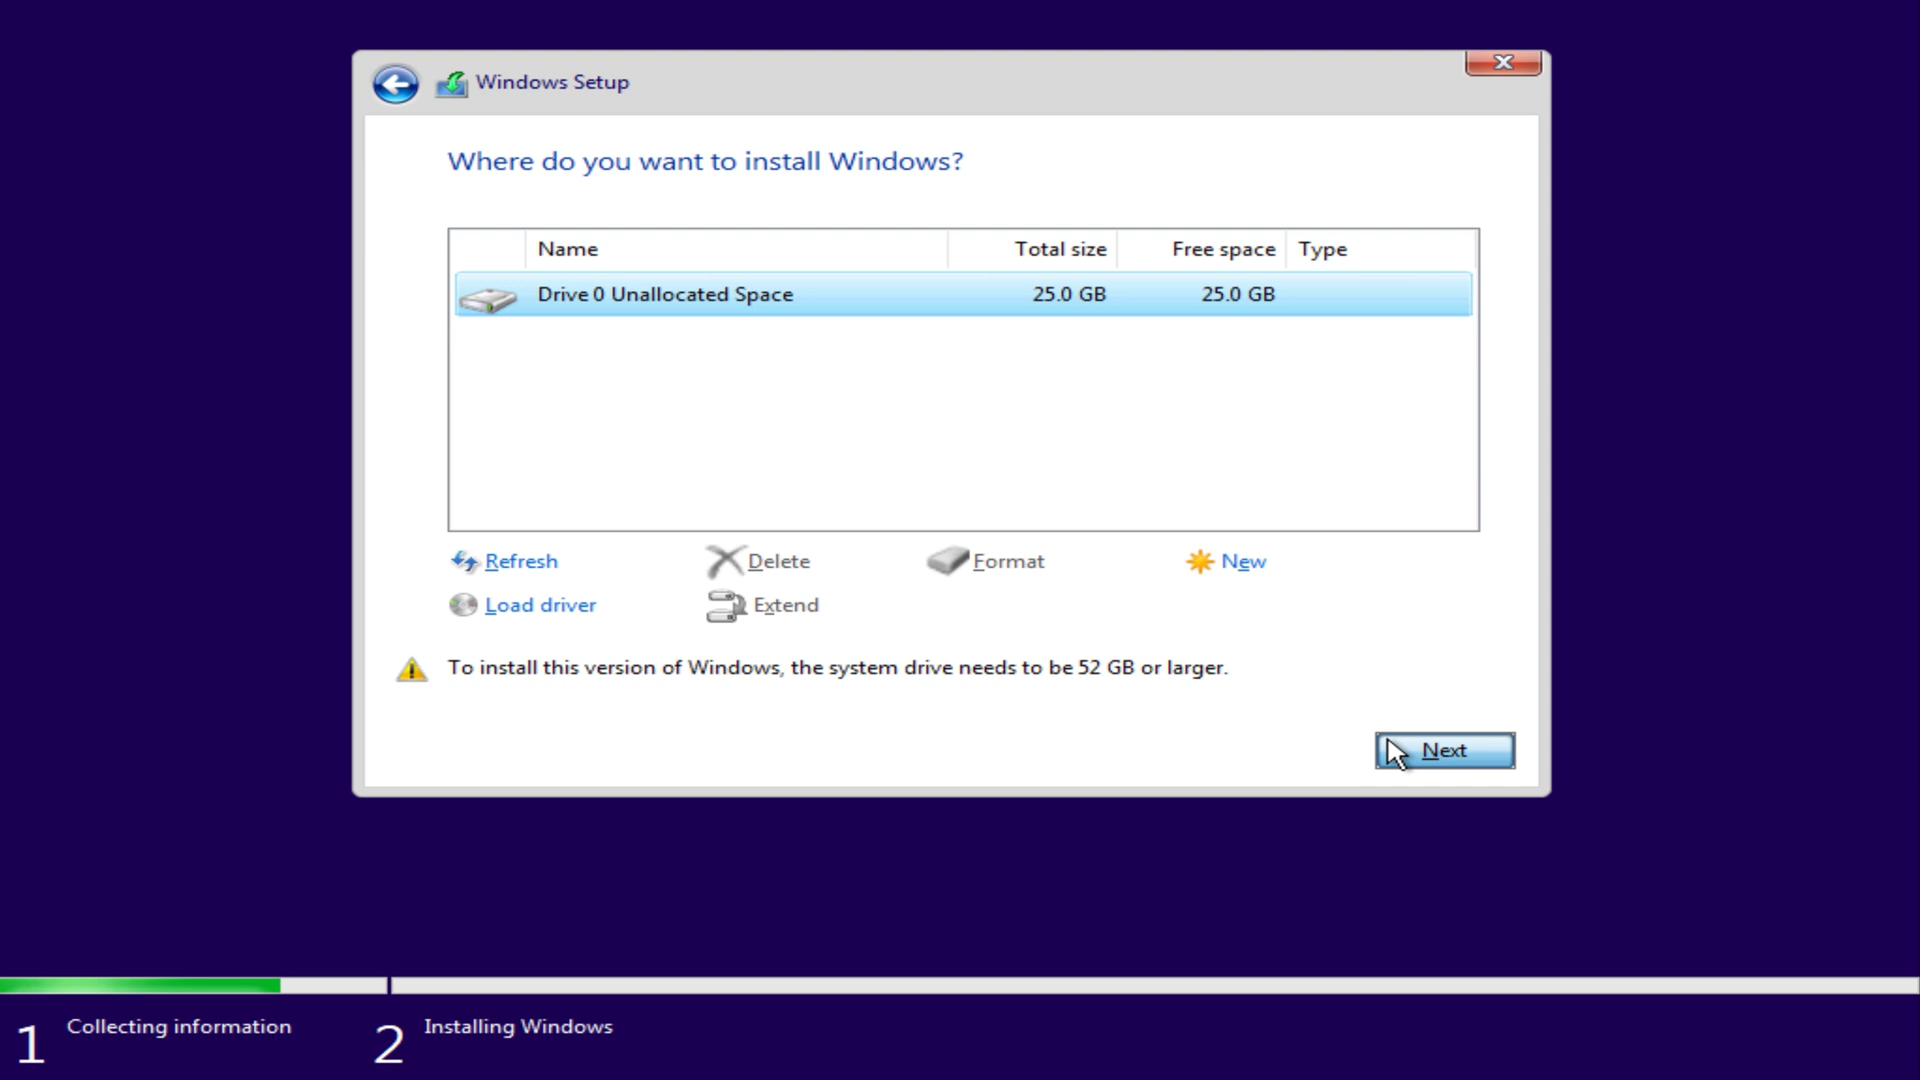 Windows Setup
Where do you want to install Windows?
Name Total size Free space Type
Drive 0 Unallocated Space 25.0 GB 25.0 GB
Refresh Delete Format New
Load driver Extend
To install this version of Windows, the system drive needs to be 52 GB or larger.
Next
1 Collecting information 2 Installing Windows